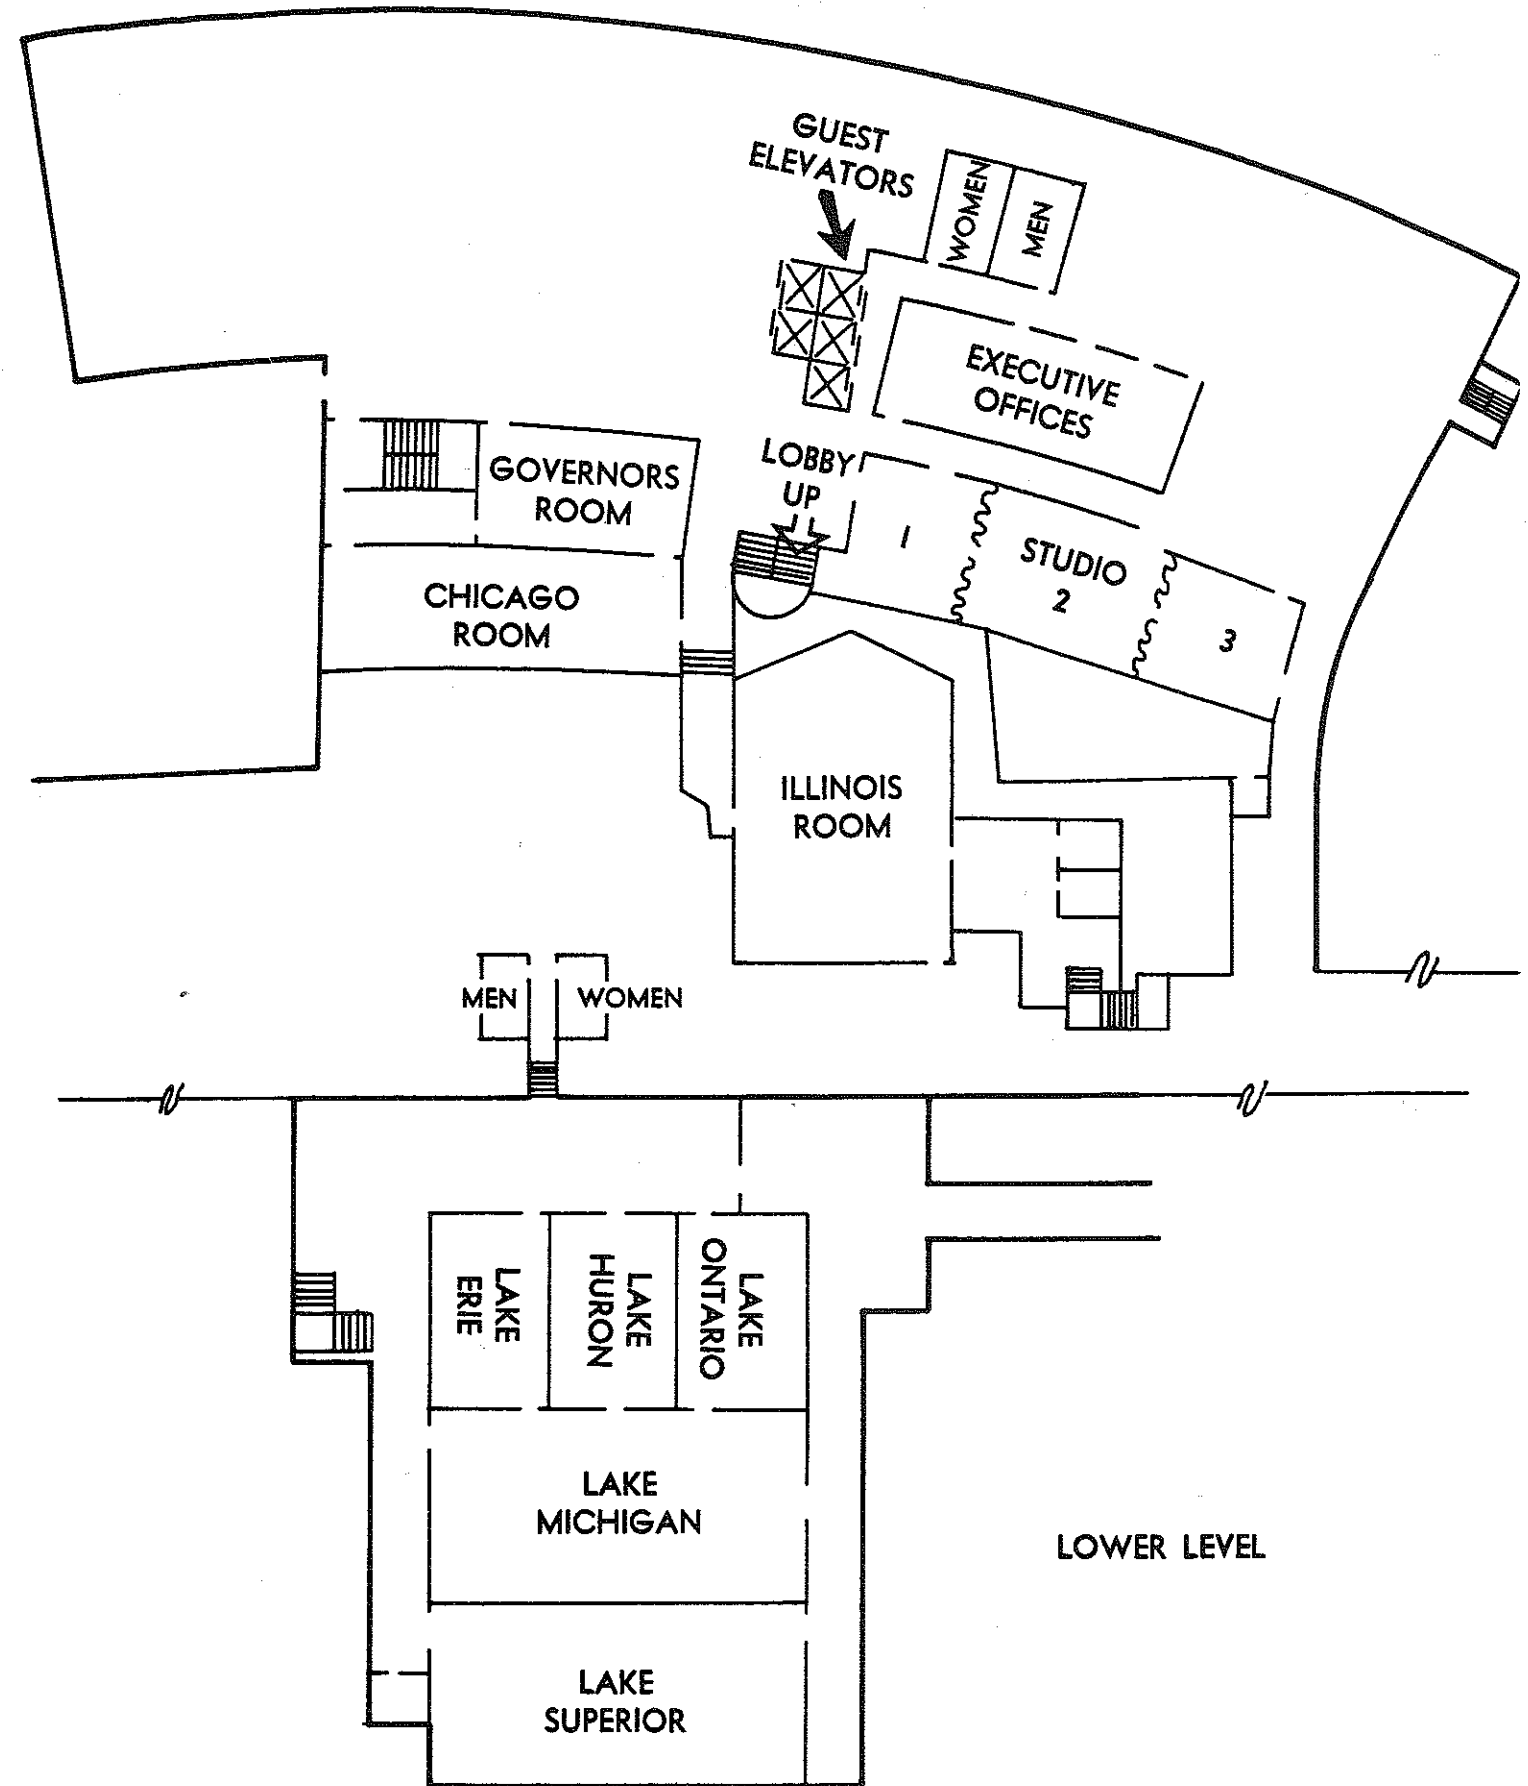 GUEST
ELEVATORS
WOMEN
MEN
EXECUTIVE
OFFICES
LOBBY
UP
GOVERNORS
ROOM
1
STUDIO
2
3
CHICAGO
ROOM
ILLINOIS
ROOM
MEN
WOMEN
LAKE
ERIE
LAKE
HURON
LAKE
ONTARIO
LAKE
MICHIGAN
LOWER LEVEL
LAKE
SUPERIOR